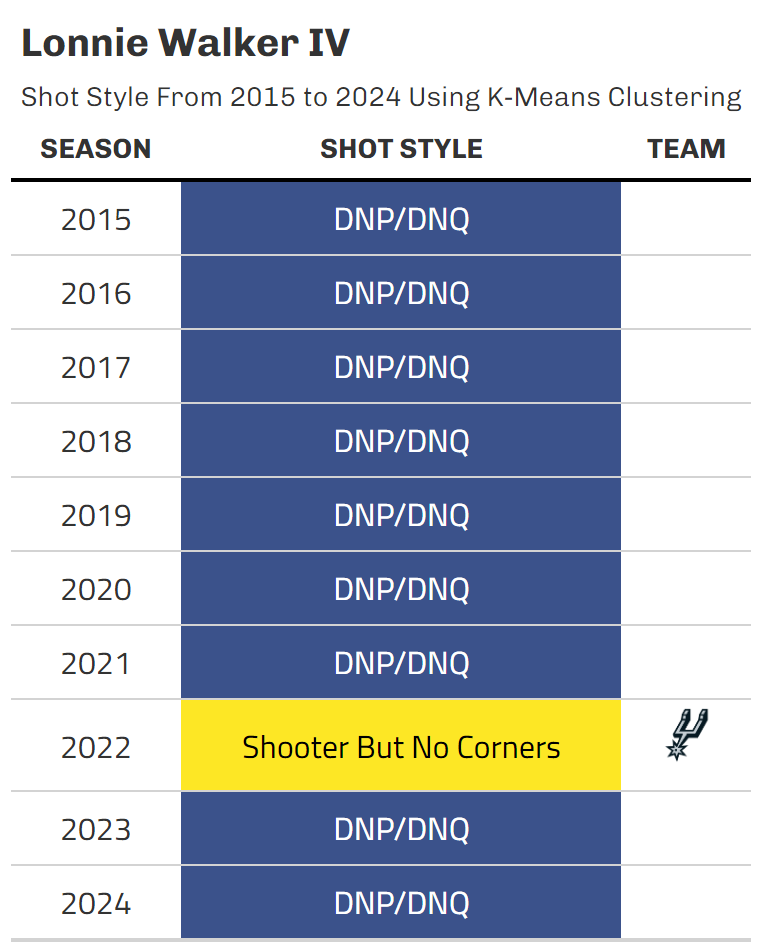 Lonnie Walker IV
Shot Style From 2015 to 2024 Using K-Means Clustering
SEASON SHOT STYLE TEAM
2015 DNP/DNQ
2016 DNP/DNQ
2017 DNP/DNQ
2018 DNP/DNQ
2019 DNP/DNQ
2020 DNP/DNQ
2021 DNP/DNQ
2022 Shooter But No Corners
2023 DNP/DNQ
2024 DNP/DNQ